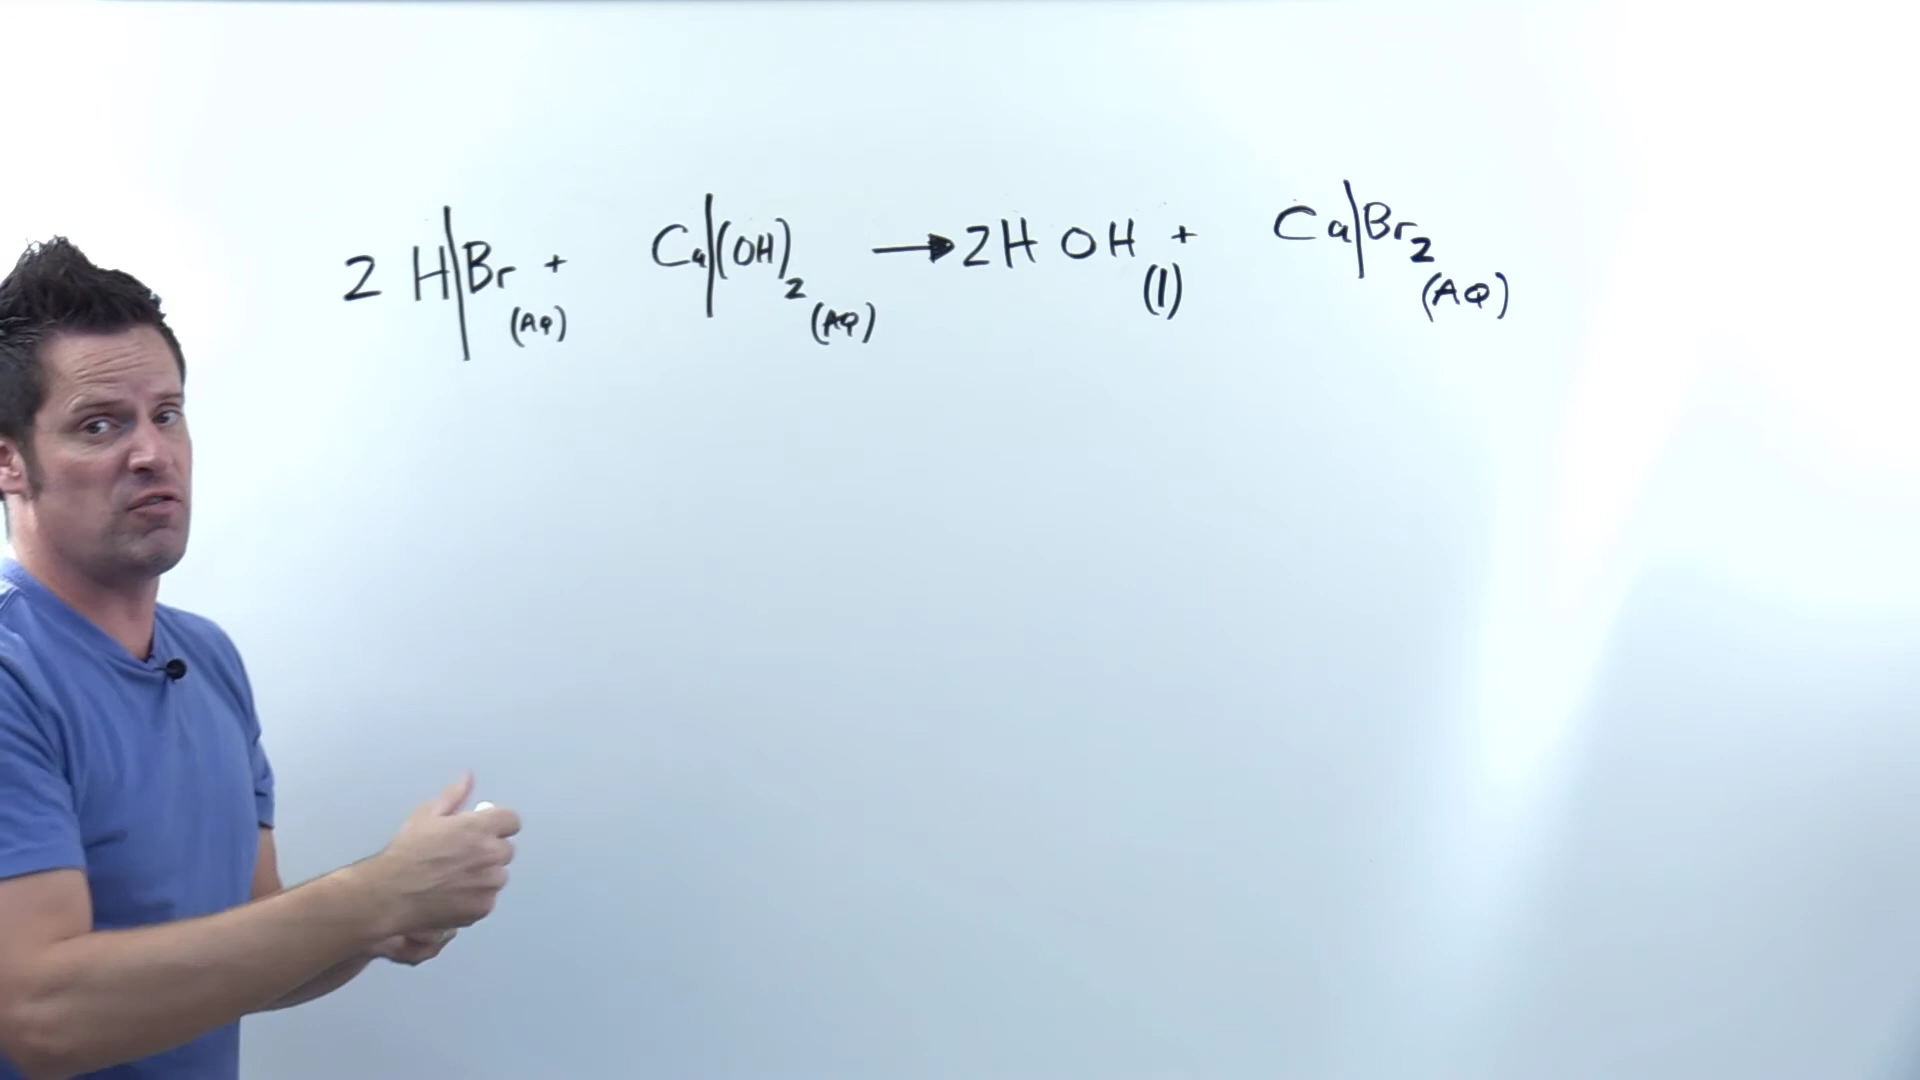 2 H|Br(AQ) + Ca|(OH)2(AQ) → 2H OH(l) + Ca|Br2(AQ)